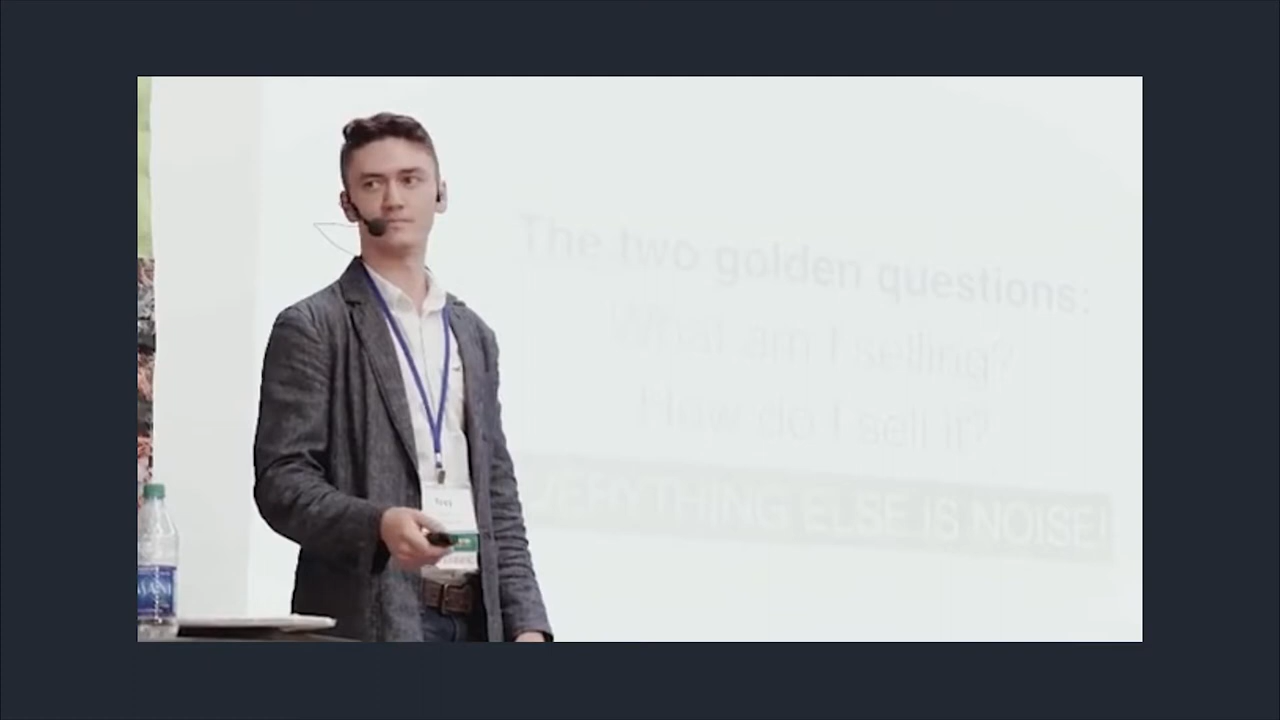 The two golden questions:
What am I selling?
How do I sell it?
EVERYTHING ELSE IS NOISE!